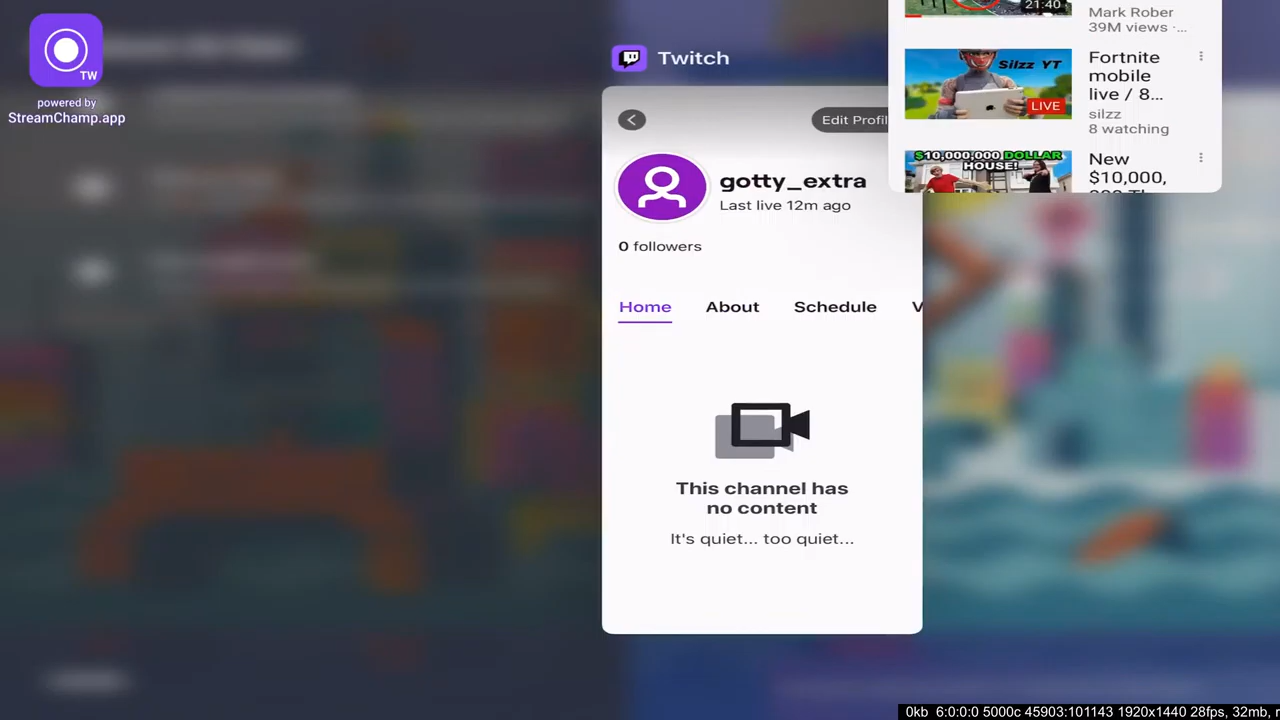 TW
powered by
StreamChamp.app
Twitch
Edit Profil
gotty_extra
Last live 12m ago
0 followers
Home About Schedule V
This channel has
no content
It's quiet... too quiet...
21:40
Mark Rober
39M views ·...
Silzz YT
LIVE
Fortnite
mobile
live / 8...
silzz
8 watching
$10,000,000 DOLLAR
HOUSE!
New
$10,000,
0kb 6:0:0:0 5000c 45903:101143 1920x1440 28fps, 32mb,